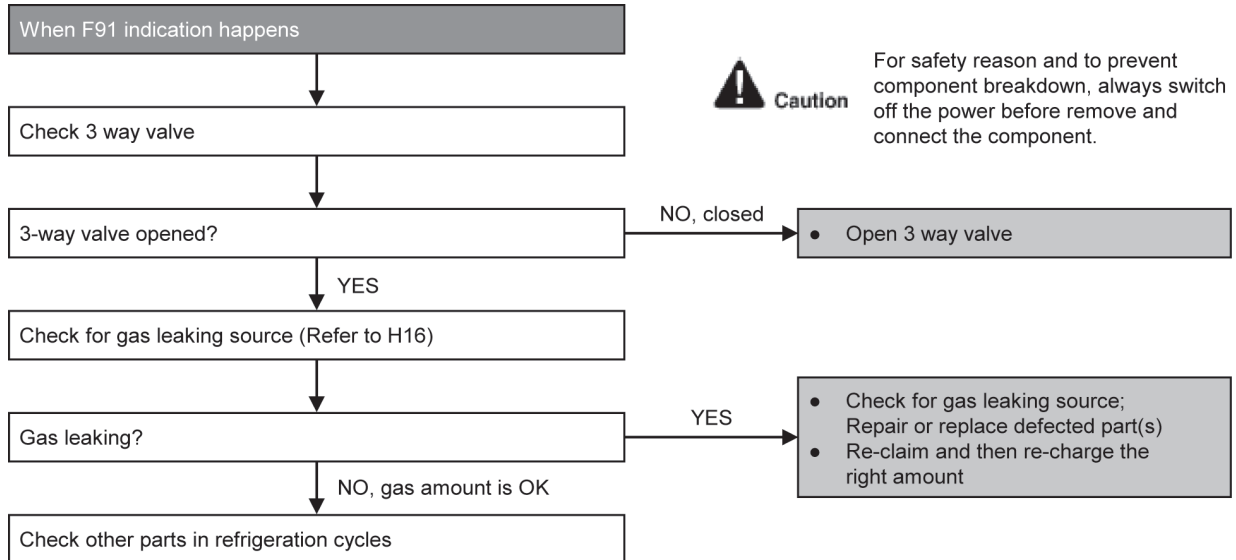 When F91 indication happens
Caution
For safety reason and to prevent
component breakdown, always switch
off the power before remove and
connect the component.
Check 3 way valve
3-way valve opened?
NO, closed
● Open 3 way valve
YES
Check for gas leaking source (Refer to H16)
Gas leaking?
YES
● Check for gas leaking source;
Repair or replace defected part(s)
● Re-claim and then re-charge the
right amount
NO, gas amount is OK
Check other parts in refrigeration cycles